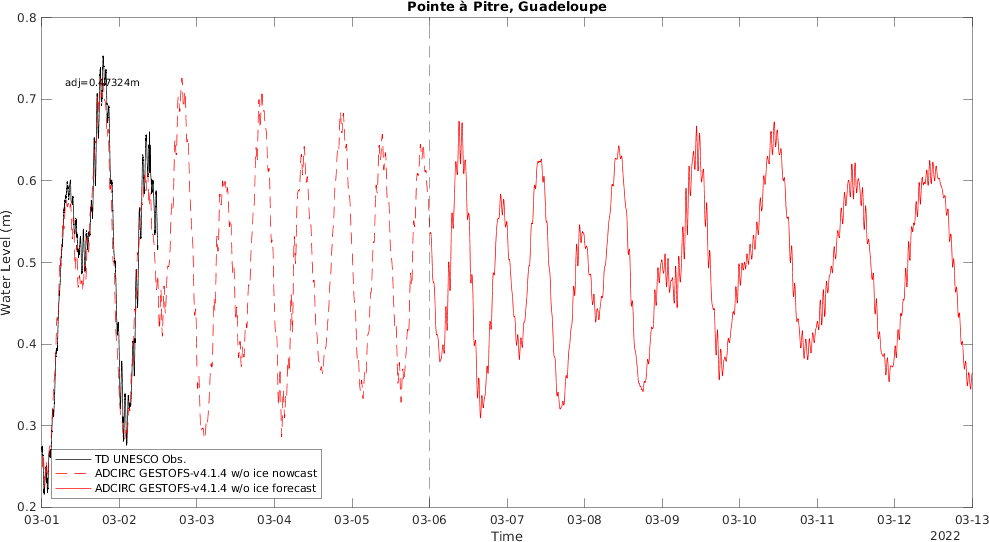 Pointe à Pitre, Guadeloupe
0.8
0.7
0.6
0.5
0.4
0.3
0.2
Water Level (m)
TD UNESCO Obs.
ADCIRC GESTOFS-v4.1.4 w/o ice nowcast
ADCIRC GESTOFS-v4.1.4 w/o ice forecast
03-01 03-02 03-03 03-04 03-05 03-06 03-07 03-08 03-09 03-10 03-11 03-12 03-13
Time
2022